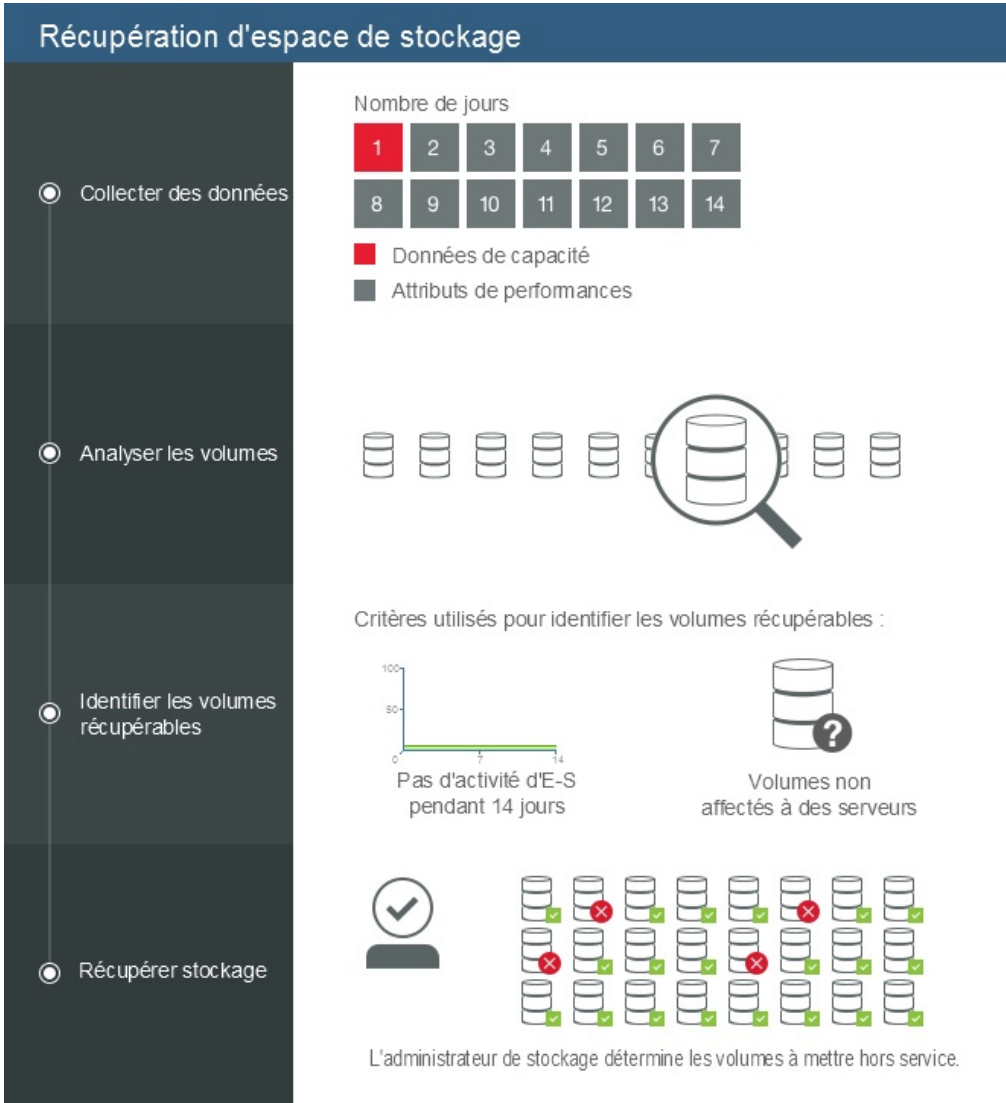 Récupération d'espace de stockage
Collecter des données
Nombre de jours
1 2 3 4 5 6 7
8 9 10 11 12 13 14
Données de capacité
Attributs de performances
Analyser les volumes
Identifier les volumes
récupérables
Critères utilisés pour identifier les volumes récupérables :
100
50
0 7 14
Pas d'activité d'E-S
pendant 14 jours
?
Volumes non
affectés à des serveurs
Récupérer stockage
L'administrateur de stockage détermine les volumes à mettre hors service.